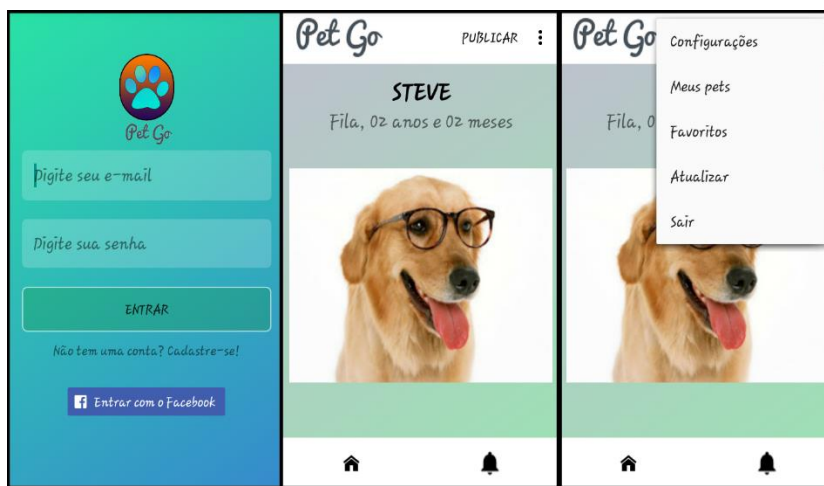 Pet Go
Digite seu e-mail
Digite sua senha
ENTRAR
Não tem uma conta? Cadastre-se!
Entrar com o Facebook
Pet Go PUBLICAR
STEVE
Fila, 02 anos e 02 meses
Pet Go
Fila, 0
Configurações
Meus pets
Favoritos
Atualizar
Sair